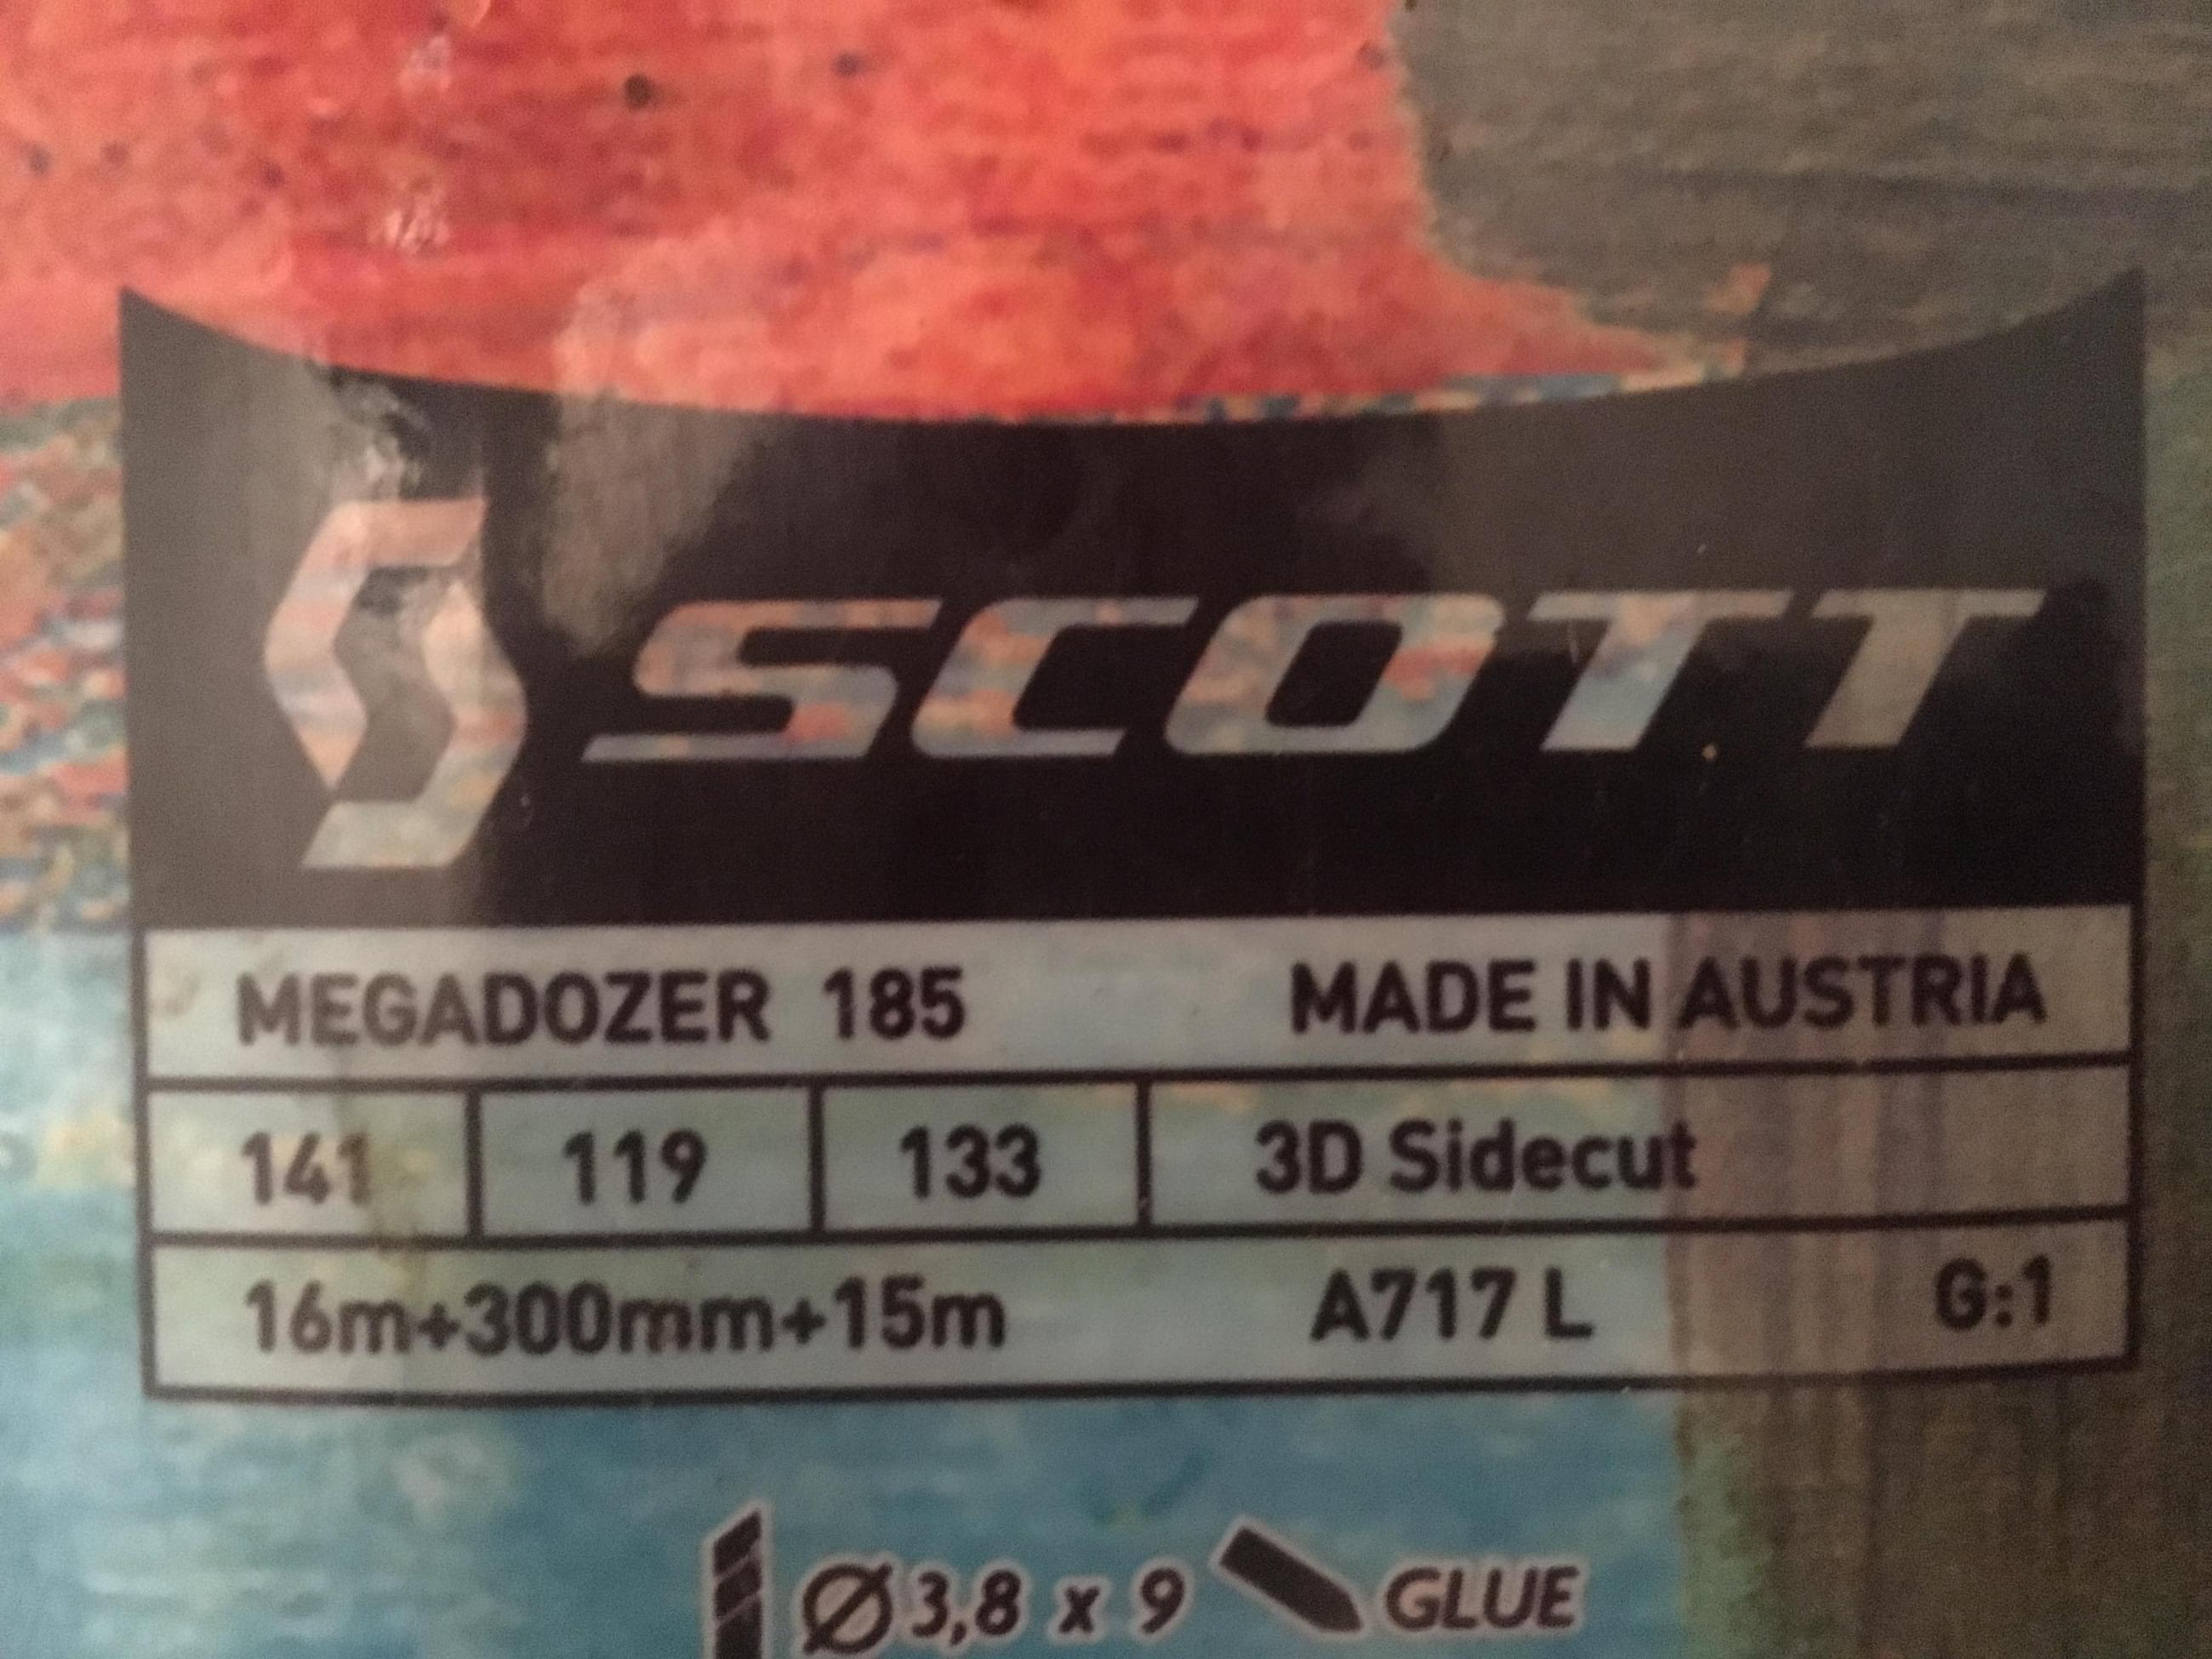 SCOTT
MEGADOZER 185 MADE IN AUSTRIA
141 119 133 3D Sidecut
16m+300mm+15m A717 L G:1
Ø3,8 x 9 GLUE